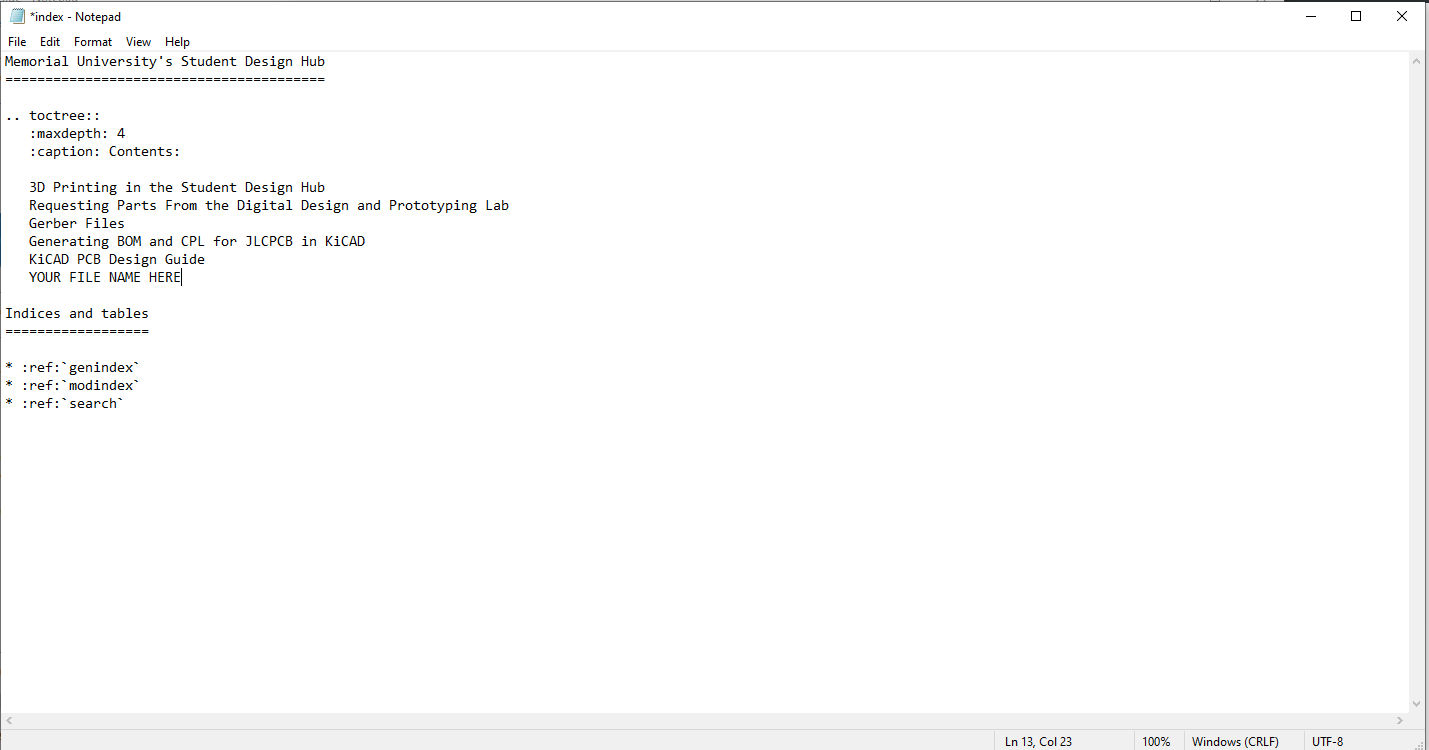 *index - Notepad
File Edit Format View Help
Memorial University's Student Design Hub
========================================
.. toctree::
   :maxdepth: 4
   :caption: Contents:
   3D Printing in the Student Design Hub
   Requesting Parts From the Digital Design and Prototyping Lab
   Gerber Files
   Generating BOM and CPL for JLCPCB in KiCAD
   KiCAD PCB Design Guide
   YOUR FILE NAME HERE
Indices and tables
==================
* :ref:`genindex`
* :ref:`modindex`
* :ref:`search`
Ln 13, Col 23 100% Windows (CRLF) UTF-8